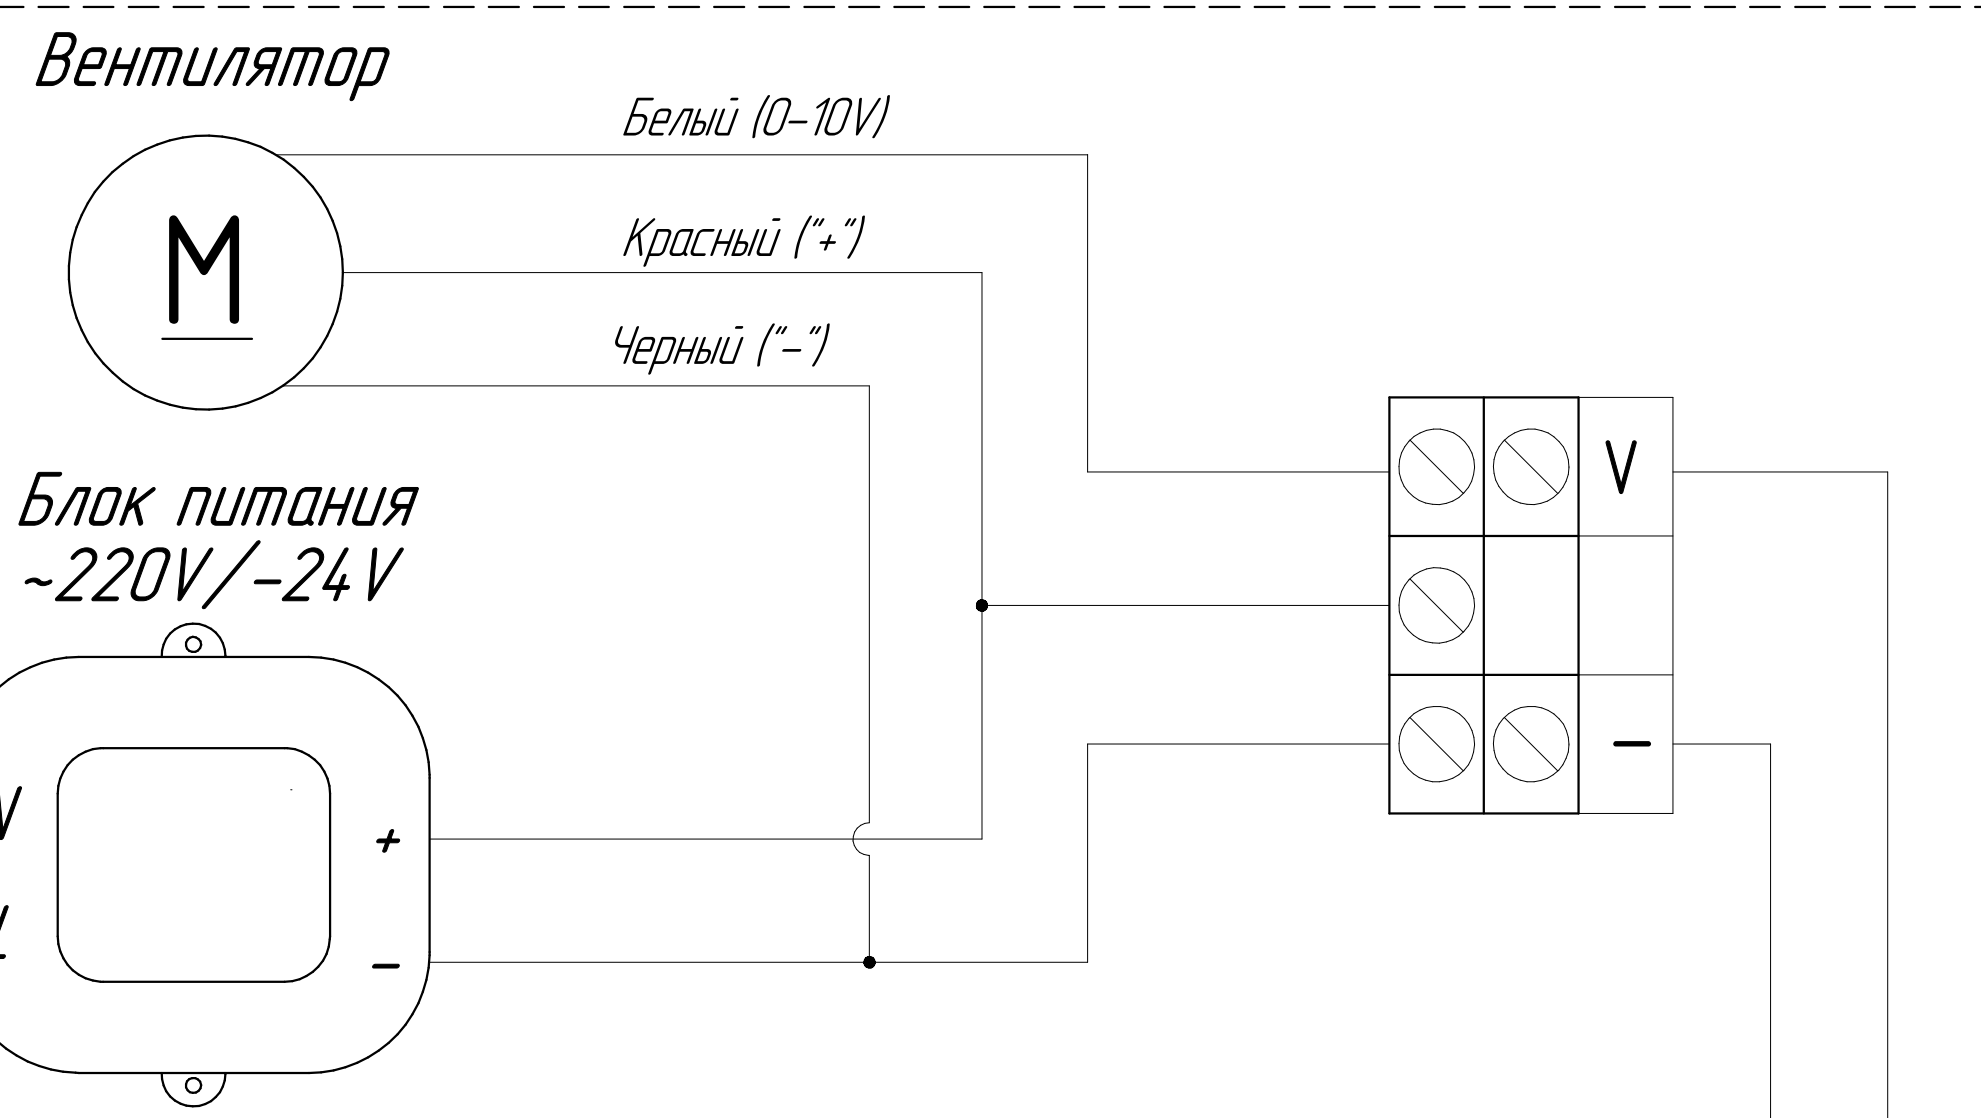 Вентилятор
Белый (0-10V)
Красный ("+")
М
Черный ("-")
V
Блок питания
~220V/-24V
-
+
-